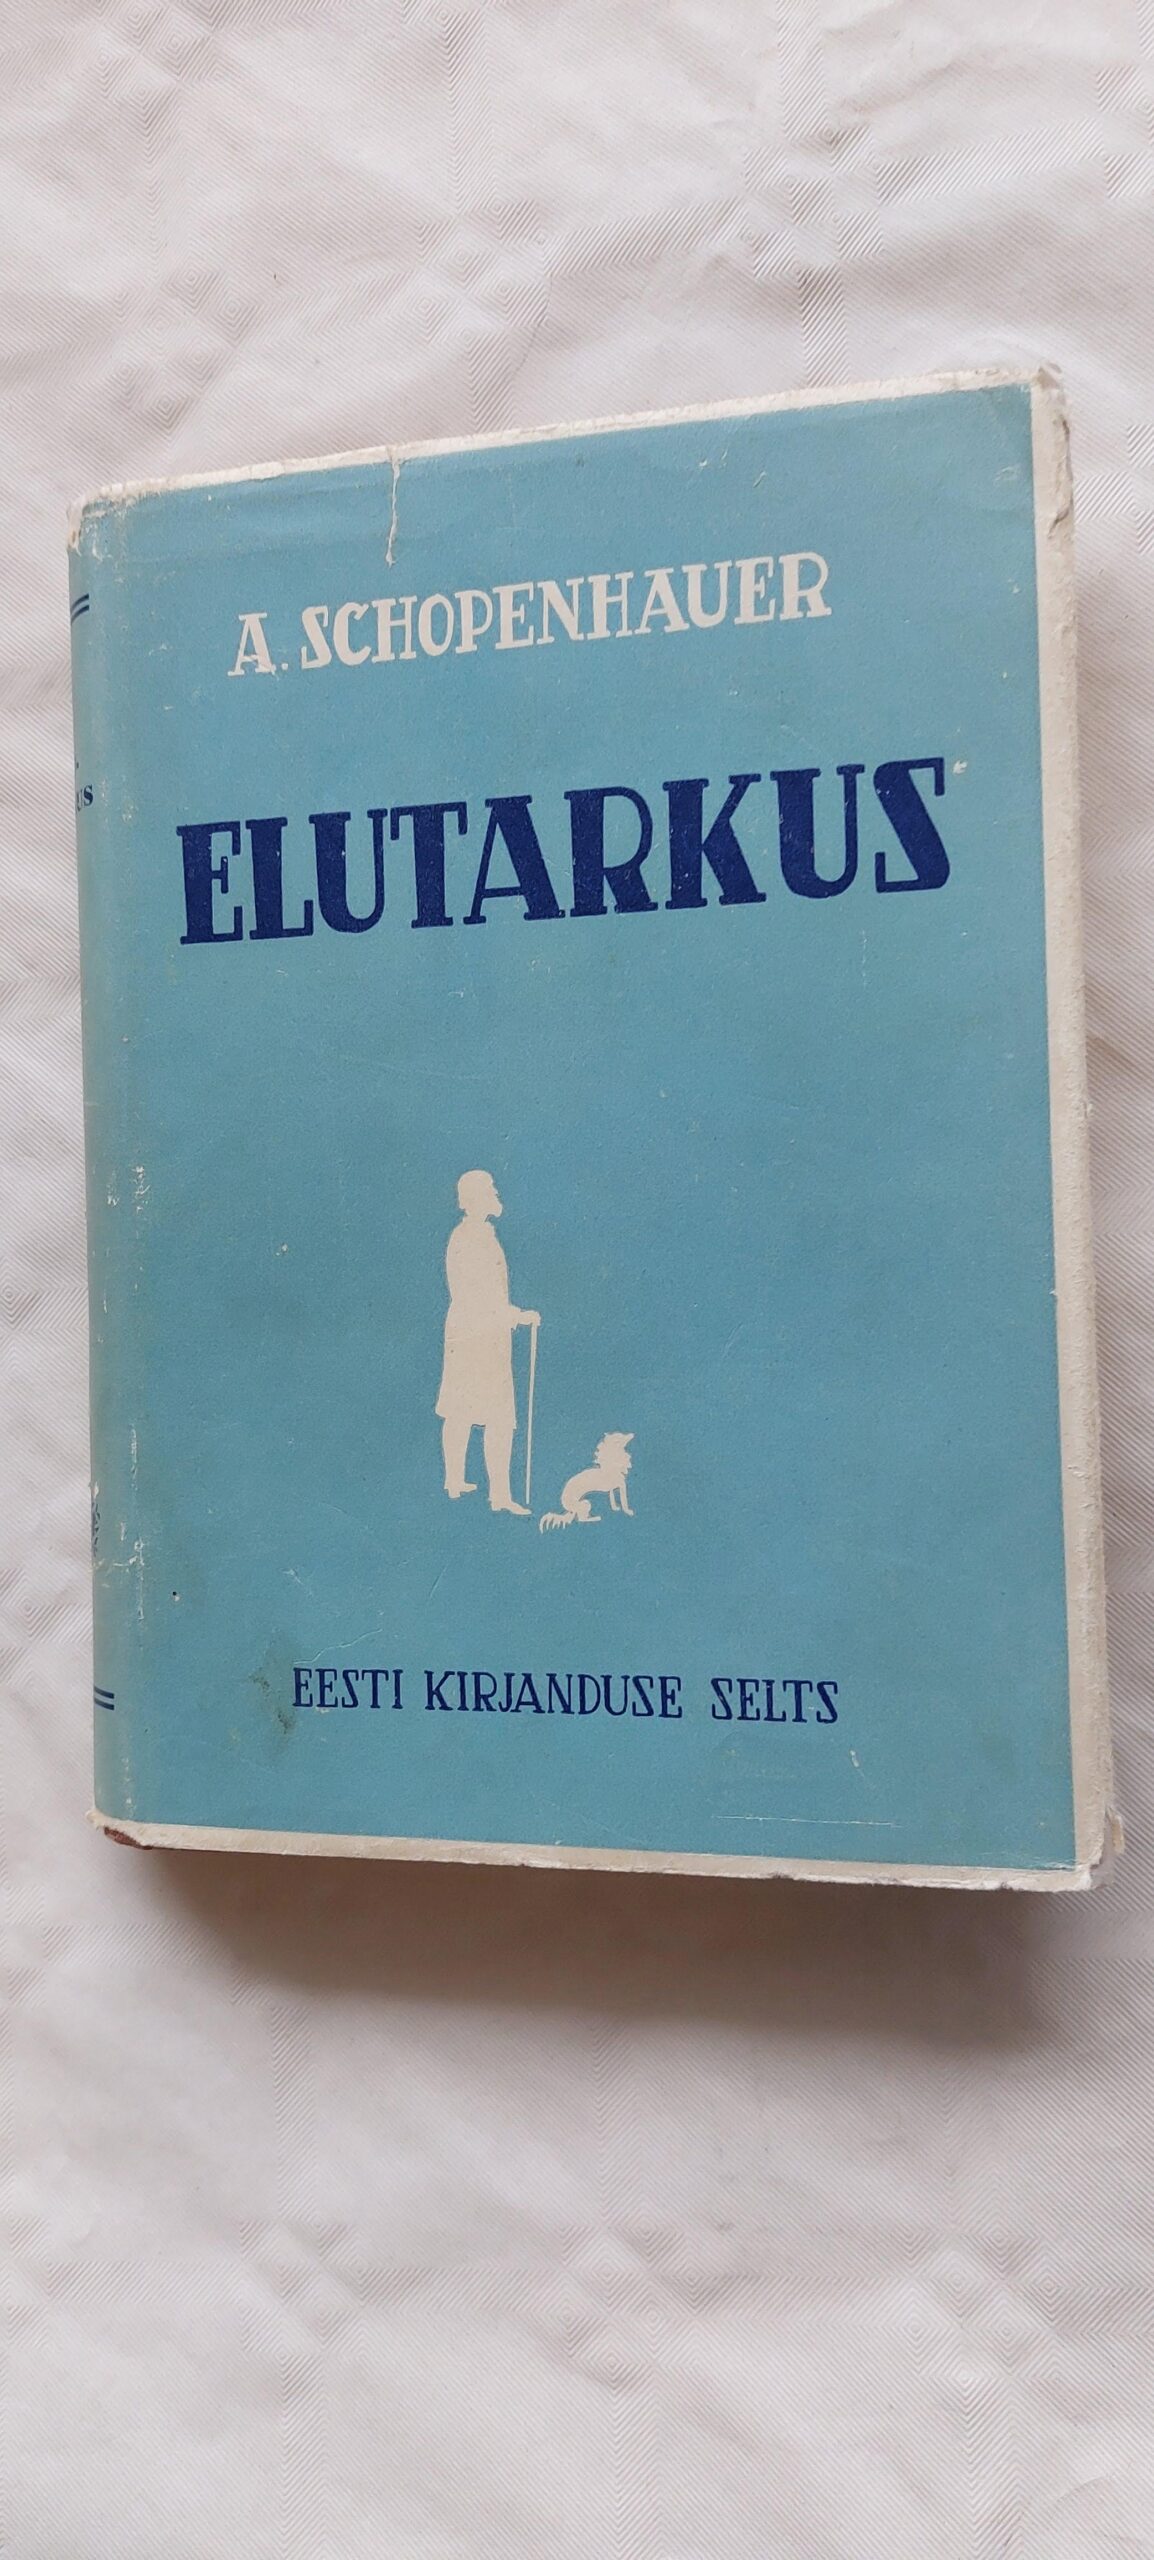 A. SCHOPENHAUER
ELUTARKUS
EESTI KIRJANDUSE SELTS